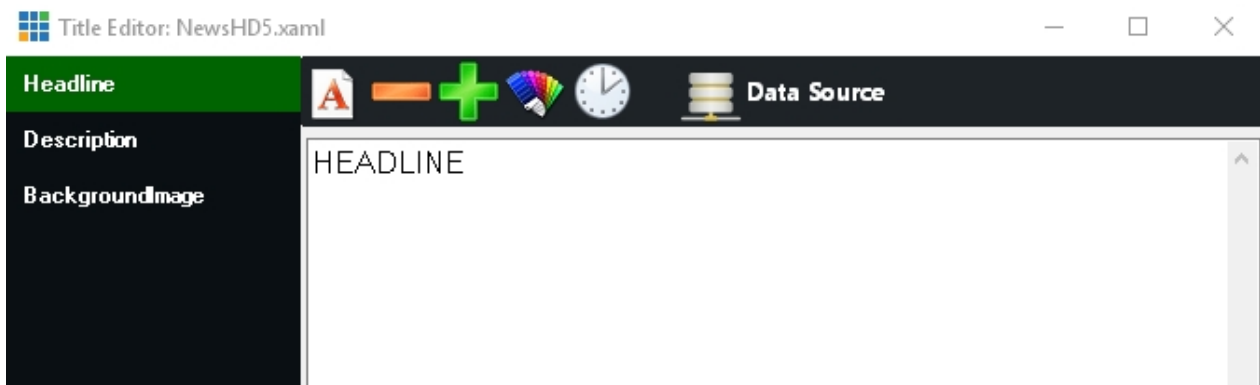 Title Editor: NewsHD5.xaml
Headline
Description
BackgroundImage
A
Data Source
HEADLINE